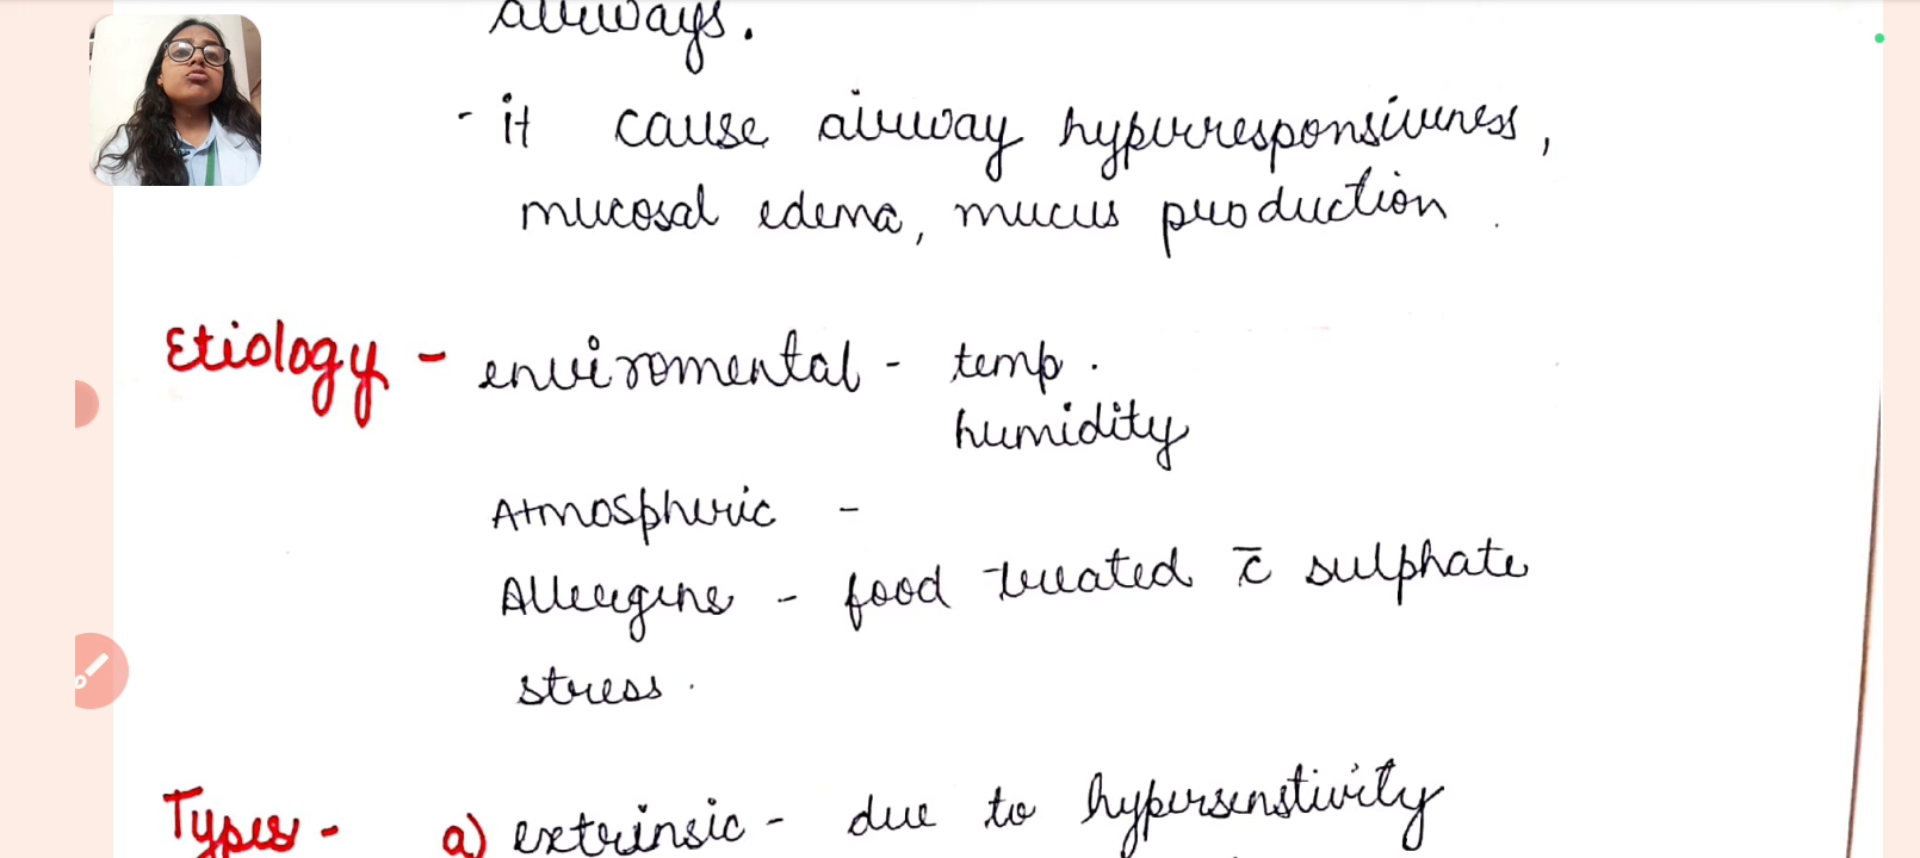 airways.
- it cause airway hyperresponsiveness,
mucosal edema, mucus production.
Etiology - enviromental - temp.
humidity
Atmospheric -
Allergens - food treated c̄ sulphate
stress.
Types - a) extrinsic - due to hypersenstivity